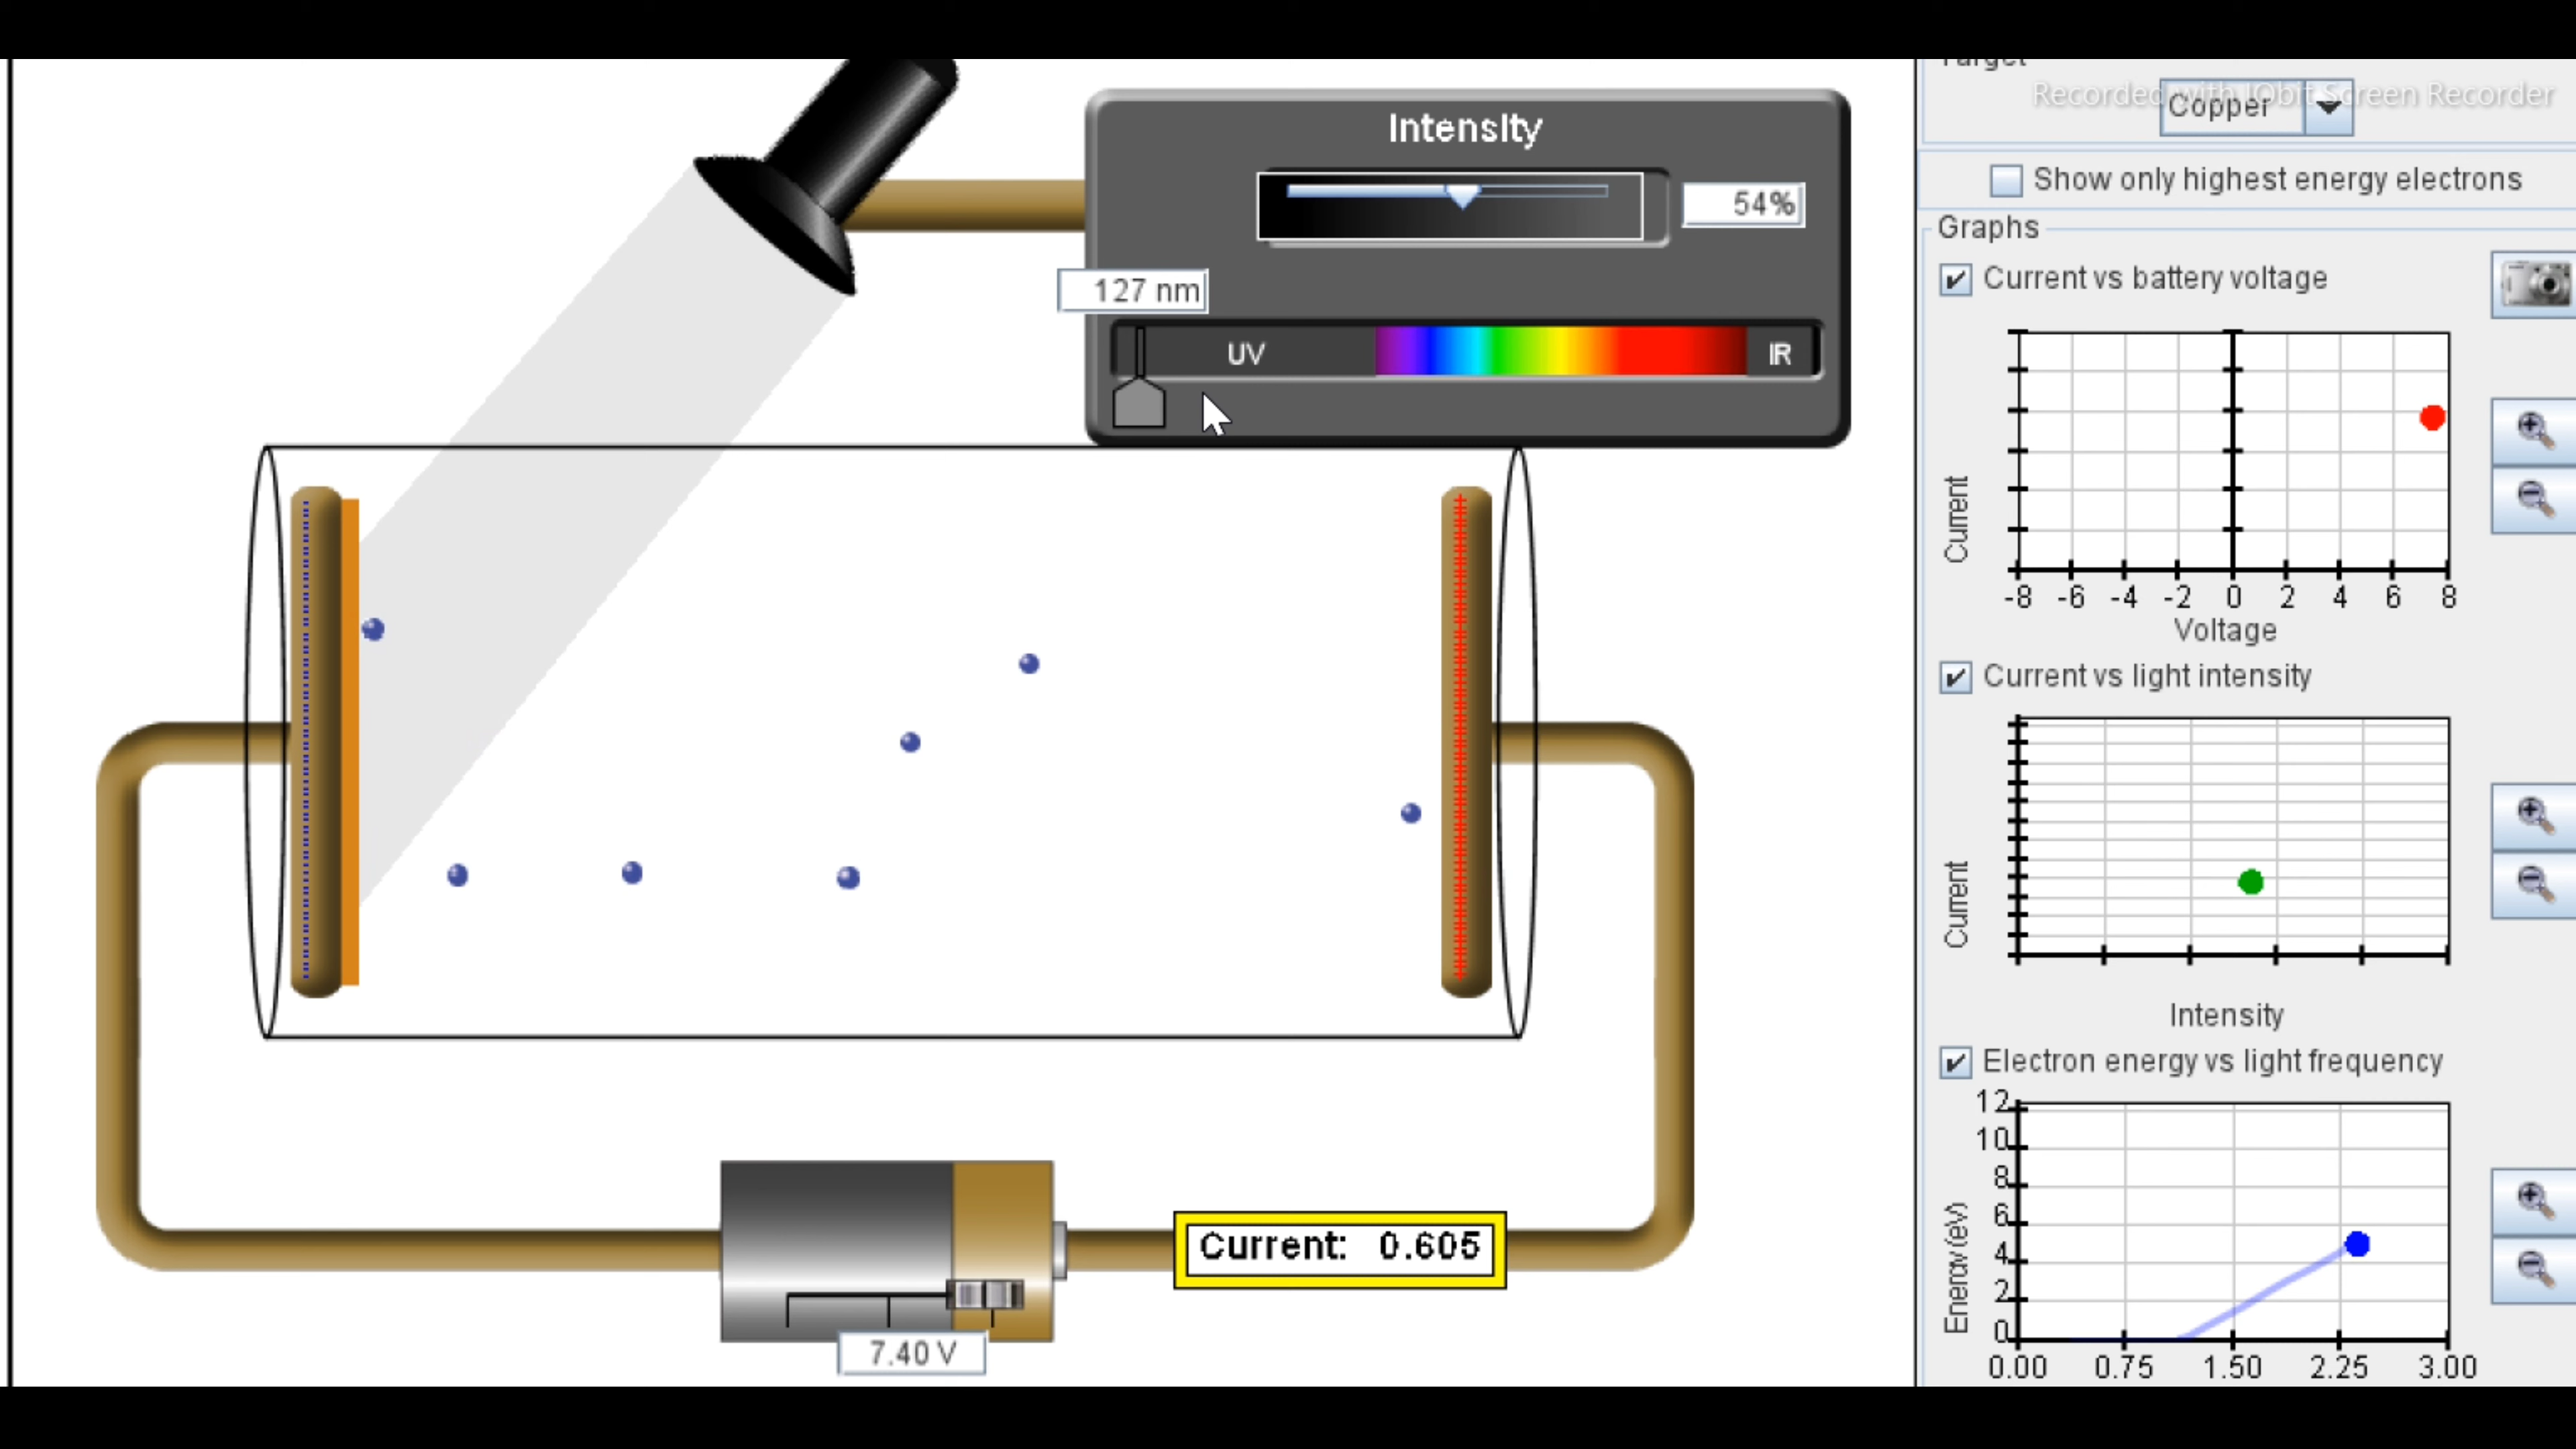 Target
Recorded with IObit Screen Recorder
Copper
Intensity
54%
Show only highest energy electrons
Graphs
127 nm
Current vs battery voltage
UV
IR
Current
-8 -6 -4 -2 0 2 4 6 8
Voltage
Current vs light intensity
Current
Intensity
Electron energy vs light frequency
12
10
8
6
4
2
0
Energy (eV)
0.00 0.75 1.50 2.25 3.00
Current: 0.605
7.40 V